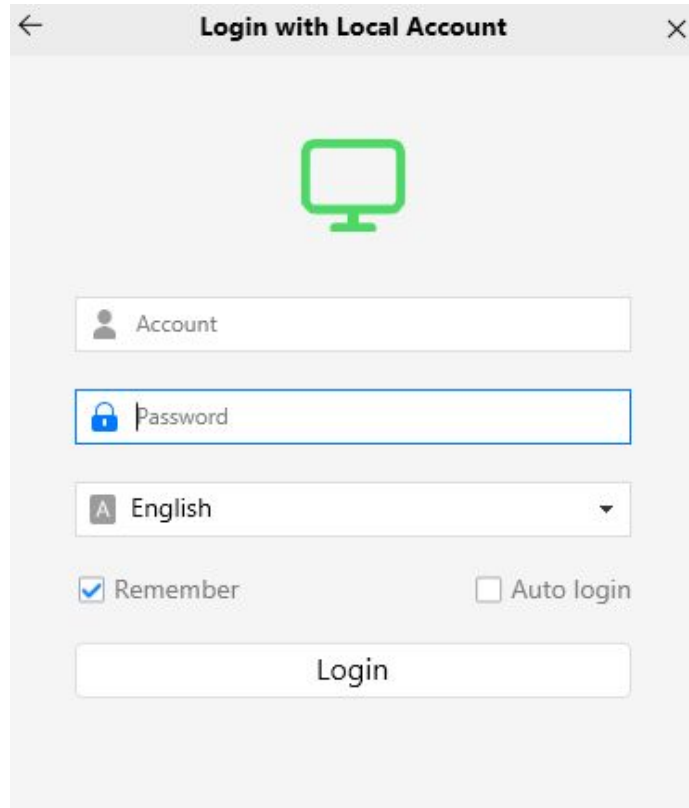 Login with Local Account
Account
Password
A English
Remember Auto login
Login